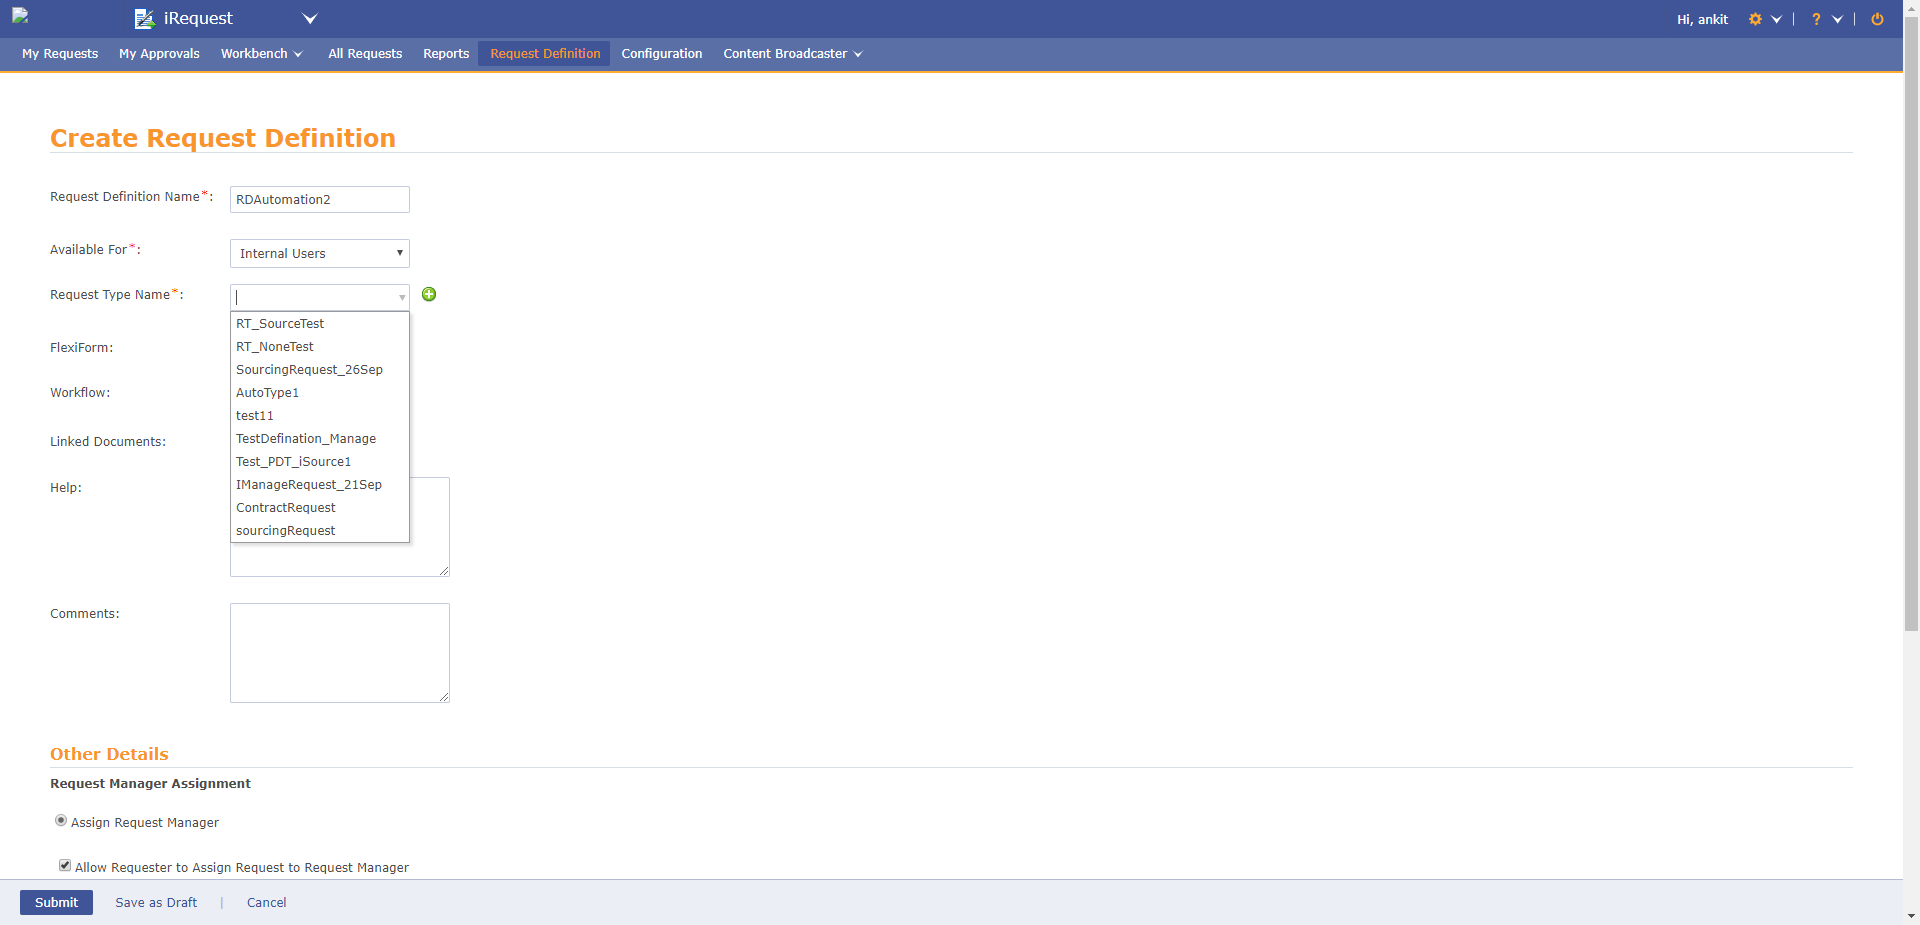 iRequest
Hi, ankit
?
My Requests My Approvals Workbench All Requests Reports Request Definition Configuration Content Broadcaster
Create Request Definition
Request Definition Name*: RDAutomation2
Available For*: Internal Users
Request Type Name*:
RT_SourceTest
RT_NoneTest
FlexiForm:
SourcingRequest_26Sep
AutoType1
Workflow:
test11
TestDefination_Manage
Linked Documents:
Test_PDT_iSource1
IManageRequest_21Sep
Help:
ContractRequest
sourcingRequest
Comments:
Other Details
Request Manager Assignment
Assign Request Manager
Allow Requester to Assign Request to Request Manager
Submit Save as Draft | Cancel